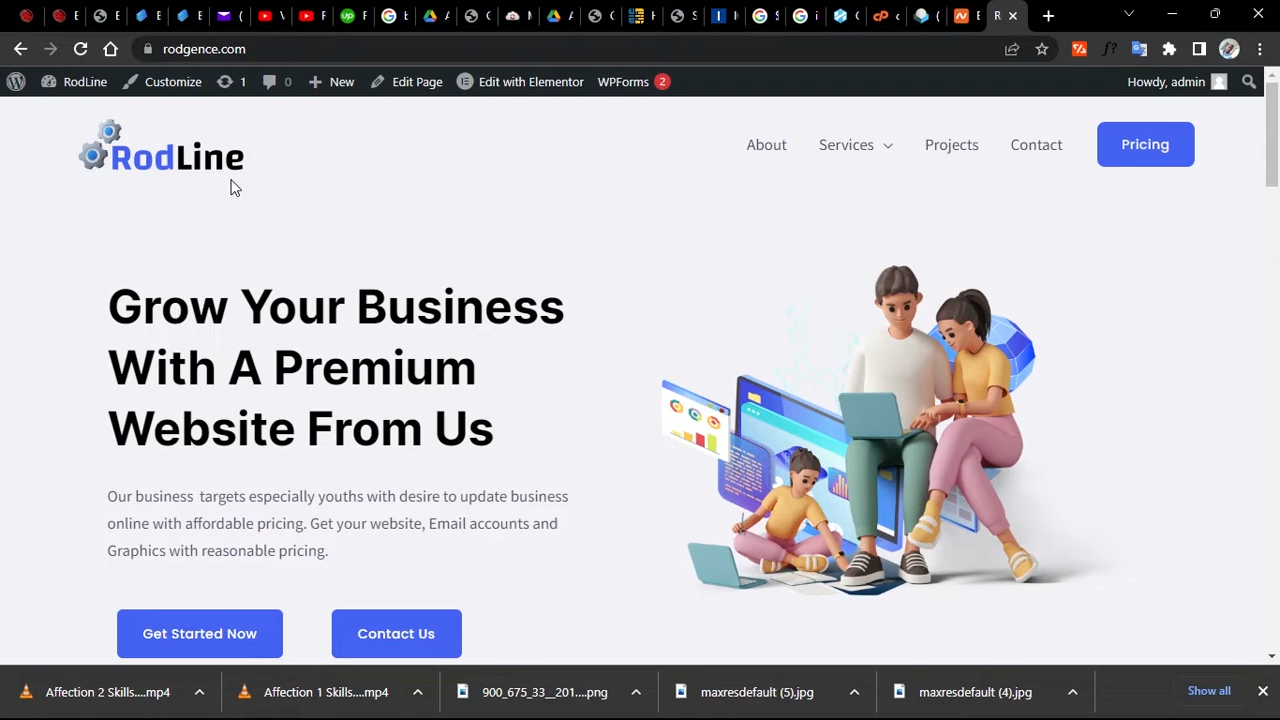 rodgence.com
RodLine
Customize
1
0
New
Edit Page
Edit with Elementor
WPForms
2
Howdy, admin
RodLine
About
Services
Projects
Contact
Pricing
Grow Your Business
With A Premium
Website From Us
Our business targets especially youths with desire to update business
online with affordable pricing. Get your website, Email accounts and
Graphics with reasonable pricing.
Get Started Now
Contact Us
Affection 2 Skills....mp4
Affection 1 Skills....mp4
900_675_33__201....png
maxresdefault (5).jpg
maxresdefault (4).jpg
Show all